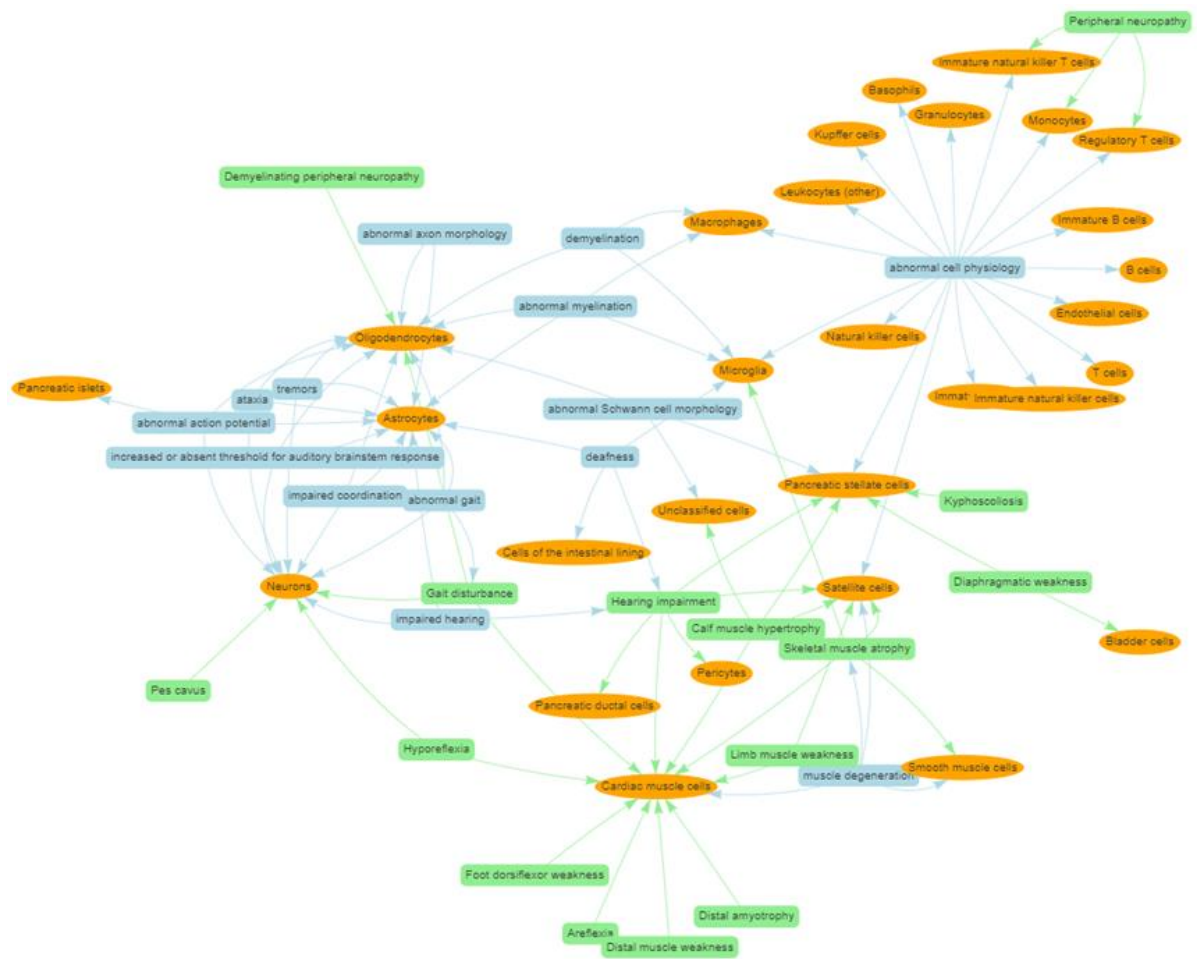 Peripheral neuropathy
Immature natural killer T cells
Basophils
Granulocytes
Monocytes
Kupffer cells
Regulatory T cells
Demyelinating peripheral neuropathy
Leukocytes (other)
Macrophages
Immature B cells
abnormal axon morphology
demyelination
abnormal cell physiology
B cells
abnormal myelination
Endothelial cells
Oligodendrocytes
Natural killer cells
Microglia
T cells
Pancreatic islets
tremors
ataxia
Immat
Immature natural killer cells
abnormal Schwann cell morphology
Astrocytes
abnormal action potential
increased or absent threshold for auditory brainstem response
deafness
Pancreatic stellate cells
impaired coordination
abnormal gait
Kyphoscoliosis
Unclassified cells
Cells of the intestinal lining
Neurons
Gait disturbance
Hearing impairment
Satellite cells
Diaphragmatic weakness
impaired hearing
Calf muscle hypertrophy
Skeletal muscle atrophy
Bladder cells
Pes cavus
Pericytes
Pancreatic ductal cells
Hyporeflexia
Limb muscle weakness
muscle degeneration
Smooth muscle cells
Cardiac muscle cells
Foot dorsiflexor weakness
Distal amyotrophy
Areflexia
Distal muscle weakness